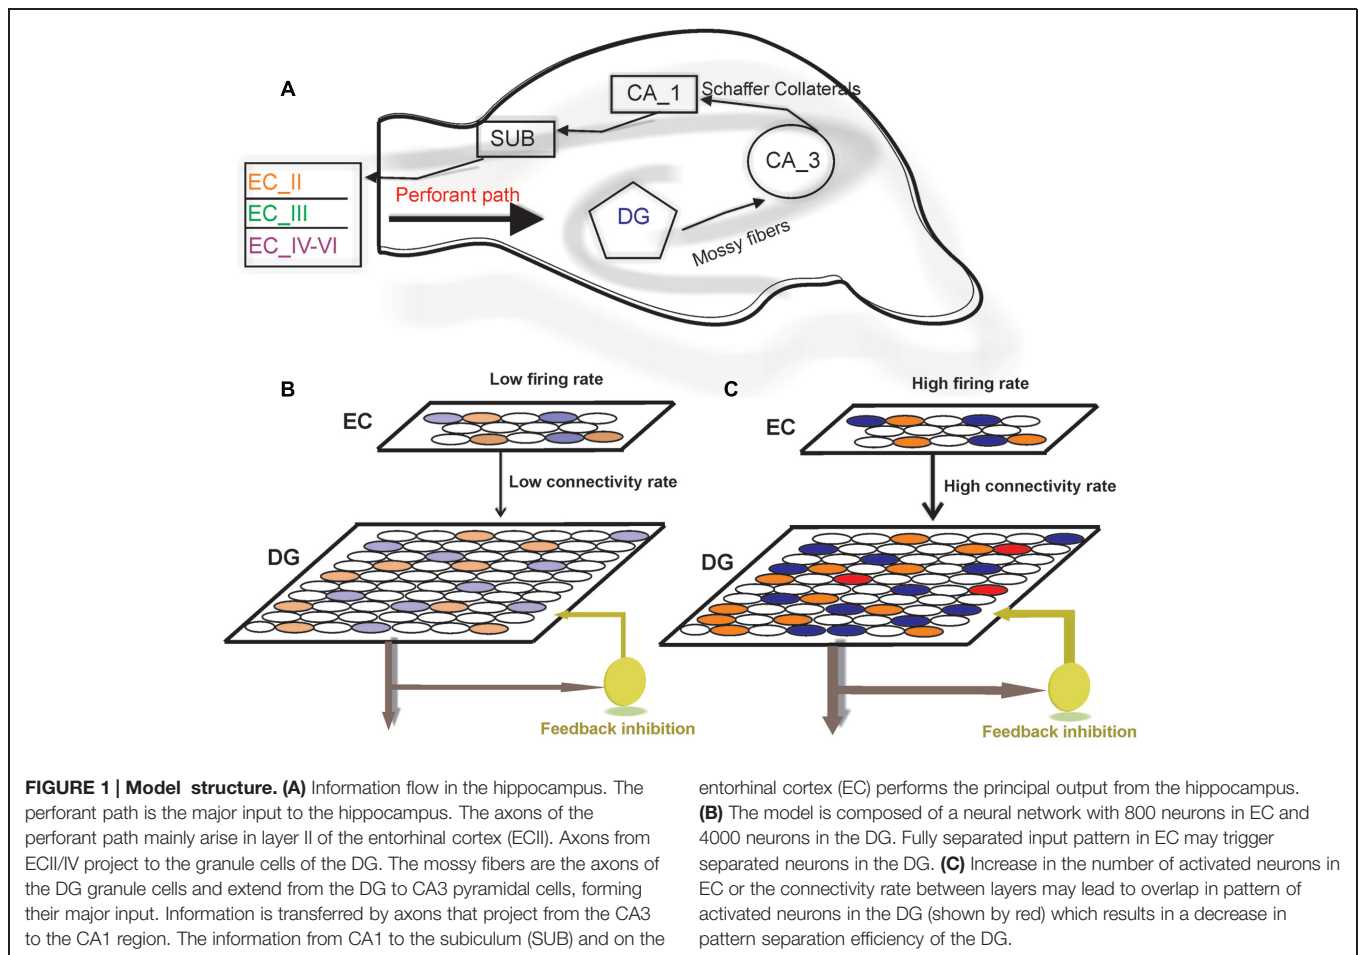 A
CA_1
Schaffer Collaterals
SUB
CA_3
EC_II
EC_III
EC_IV-VI
Perforant path
DG
Mossy fibers
B
Low firing rate
EC
Low connectivity rate
DG
Feedback inhibition
C
High firing rate
EC
High connectivity rate
DG
Feedback inhibition
FIGURE 1 | Model structure. (A) Information flow in the hippocampus. The
perforant path is the major input to the hippocampus. The axons of the
perforant path mainly arise in layer II of the entorhinal cortex (ECII). Axons from
ECII/IV project to the granule cells of the DG. The mossy fibers are the axons of
the DG granule cells and extend from the DG to CA3 pyramidal cells, forming
their major input. Information is transferred by axons that project from the CA3
to the CA1 region. The information from CA1 to the subiculum (SUB) and on the
entorhinal cortex (EC) performs the principal output from the hippocampus.
(B) The model is composed of a neural network with 800 neurons in EC and
4000 neurons in the DG. Fully separated input pattern in EC may trigger
separated neurons in the DG. (C) Increase in the number of activated neurons in
EC or the connectivity rate between layers may lead to overlap in pattern of
activated neurons in the DG (shown by red) which results in a decrease in
pattern separation efficiency of the DG.